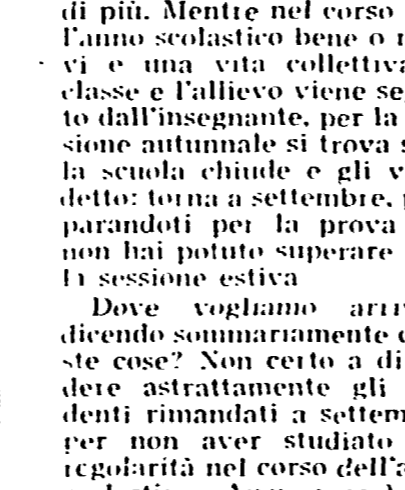 di più. Mentre nel corso
l'anno scolastico bene o
vi è una vita collettiva
classe e l'allievo viene se
to dall'insegnante, per la
sione autunnale si trova s
la scuola chiude e gli v
detto: torna a settembre, p
parandoti per la prova
non hai potuto superare
la sessione estiva
Dove vogliamo arri
dicendo sommariamente
ste cose? Non certo a di
dere astrattamente gli
denti rimandati a settem
per non aver studiato
regolarità nel corso dell'a